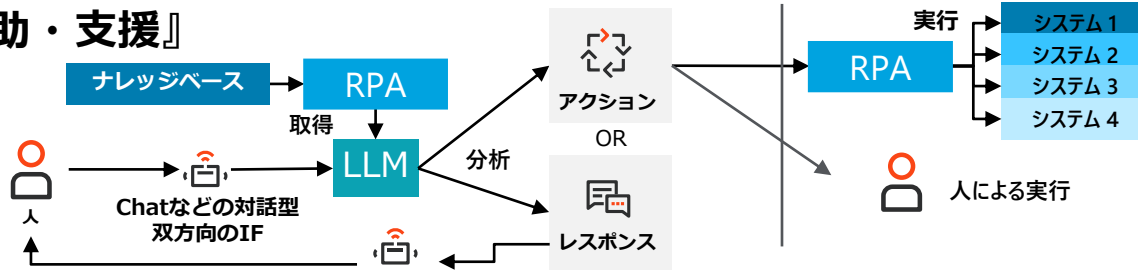 助・支援』
ナレッジベース
RPA
取得
LLM
分析
人
Chatなどの対話型
双方向のIF
アクション
OR
レスポンス
実行
RPA
システム 1
システム 2
システム 3
システム 4
人による実行